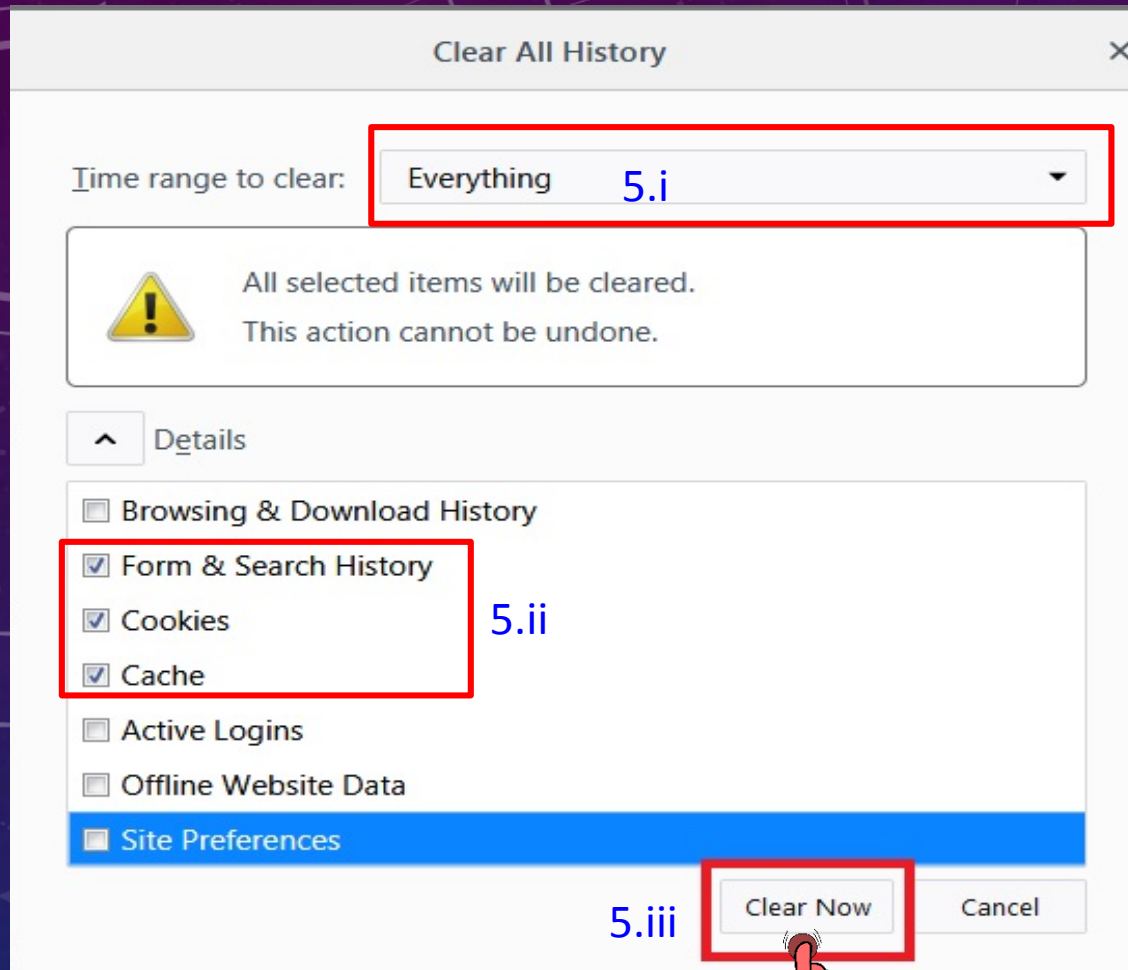 Clear All History
Time range to clear: Everything 5.i
All selected items will be cleared.
This action cannot be undone.
Details
Browsing & Download History
Form & Search History
Cookies 5.ii
Cache
Active Logins
Offline Website Data
Site Preferences
5.iii Clear Now Cancel